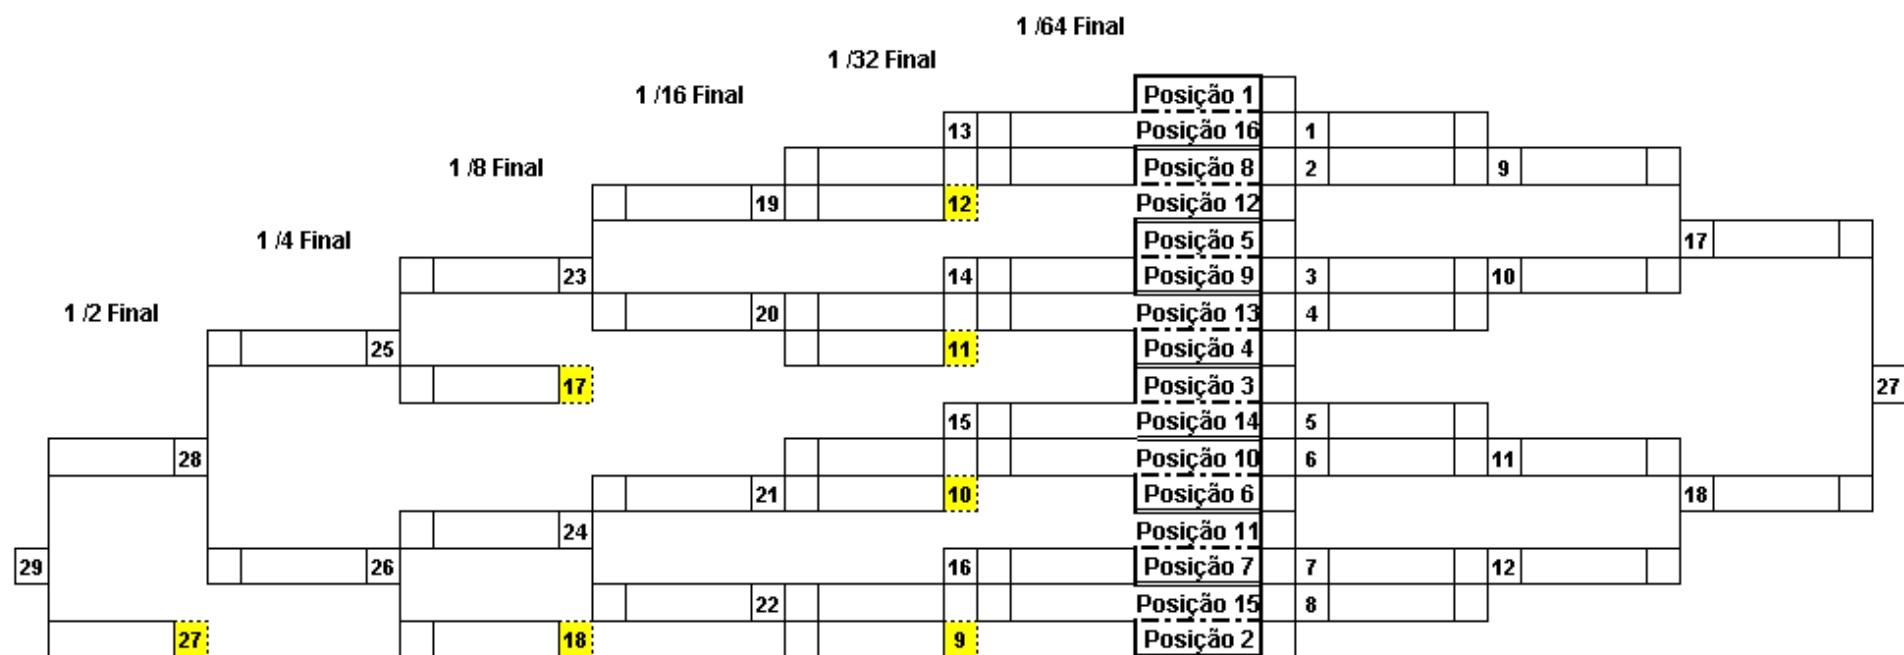 1 /64 Final
1 /32 Final
1 /16 Final
Posição 1
13 Posição 16 1
1 /8 Final
Posição 8 2 9
19 12 Posição 12
1 /4 Final
Posição 5 17
23 14 Posição 9 3 10
1 /2 Final
20 Posição 13 4
25 11 Posição 4
17 Posição 3 27
15 Posição 14 5
28 Posição 10 6 11
21 10 Posição 6 18
24 Posição 11
29 26 16 Posição 7 7 12
22 Posição 15 8
27 18 9 Posição 2